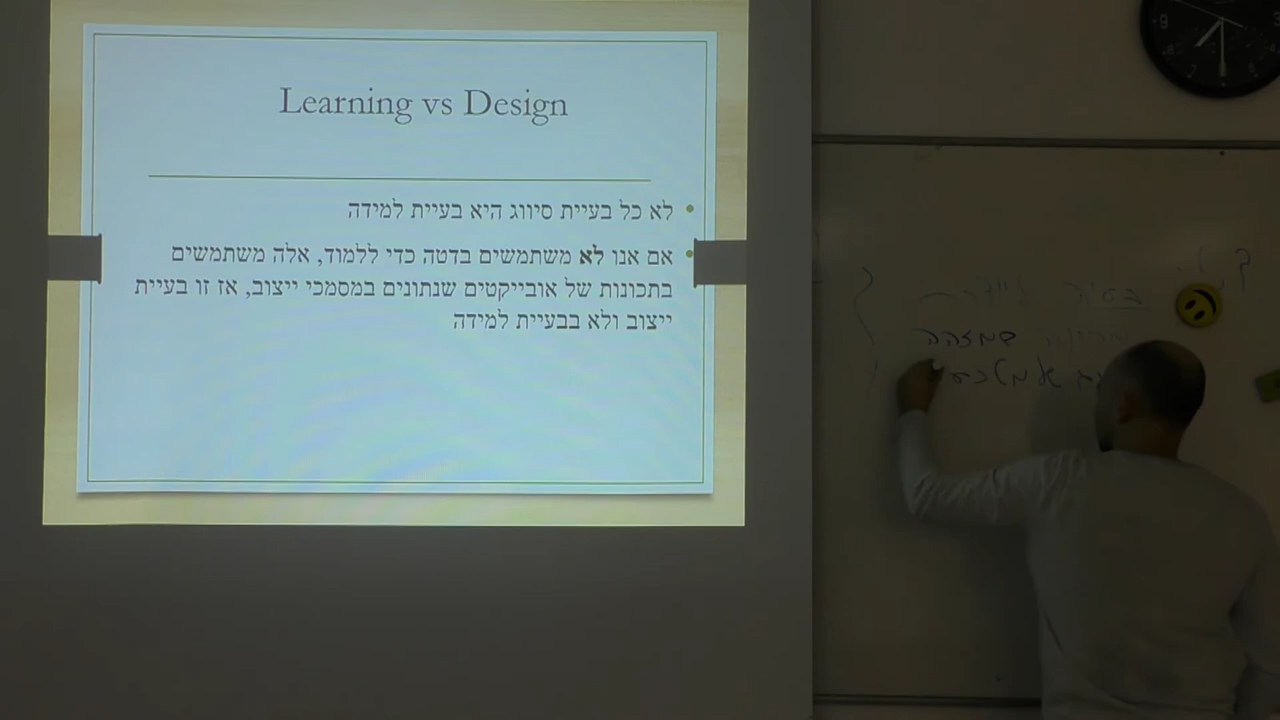 Learning vs Design
• לא כל בעיית סיווג היא בעיית למידה
• אם אנו לא משתמשים בדטה כדי ללמוד, אלה משתמשים
בתכונות של אובייקטים שנתונים במסמכי ייצוב, אז זו בעיית
ייצוב ולא בבעיית למידה
שמזהה